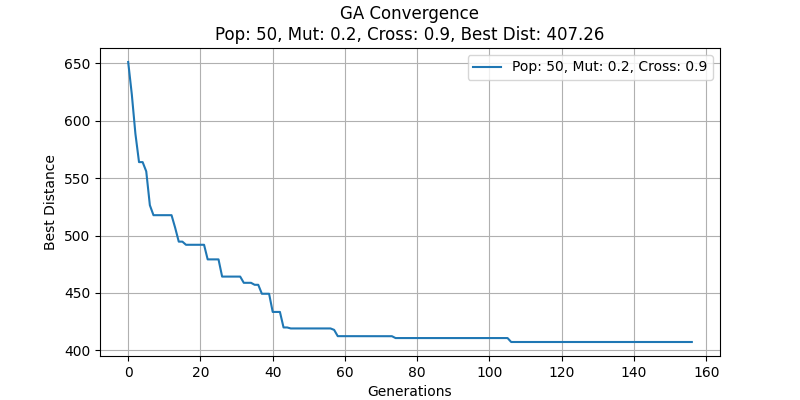 GA Convergence
Pop: 50, Mut: 0.2, Cross: 0.9, Best Dist: 407.26
Pop: 50, Mut: 0.2, Cross: 0.9
Best Distance
650
600
550
500
450
400
0 20 40 60 80 100 120 140 160
Generations